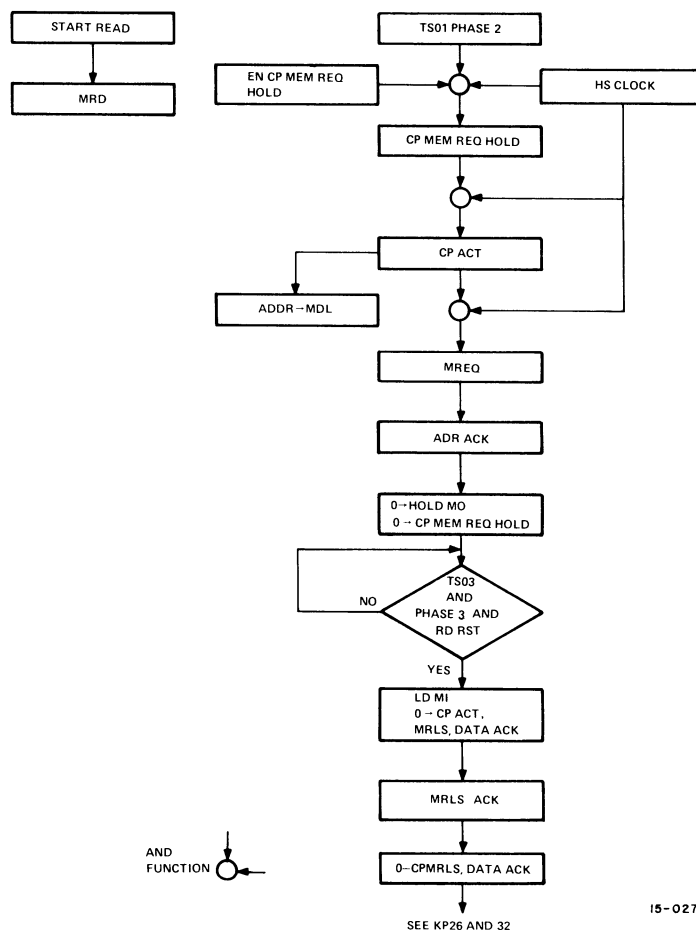 START READ
MRD
TS01 PHASE 2
EN CP MEM REQ
HOLD
HS CLOCK
CP MEM REQ HOLD
CP ACT
ADDR→MDL
MREQ
ADR ACK
0→HOLD MO
0→CP MEM REQ HOLD
TS03
AND
PHASE 3 AND
RD RST
NO
YES
LD MI
0→CP ACT,
MRLS, DATA ACK
MRLS ACK
0–CPMRLS, DATA ACK
AND
FUNCTION
SEE KP26 AND 32
15-027